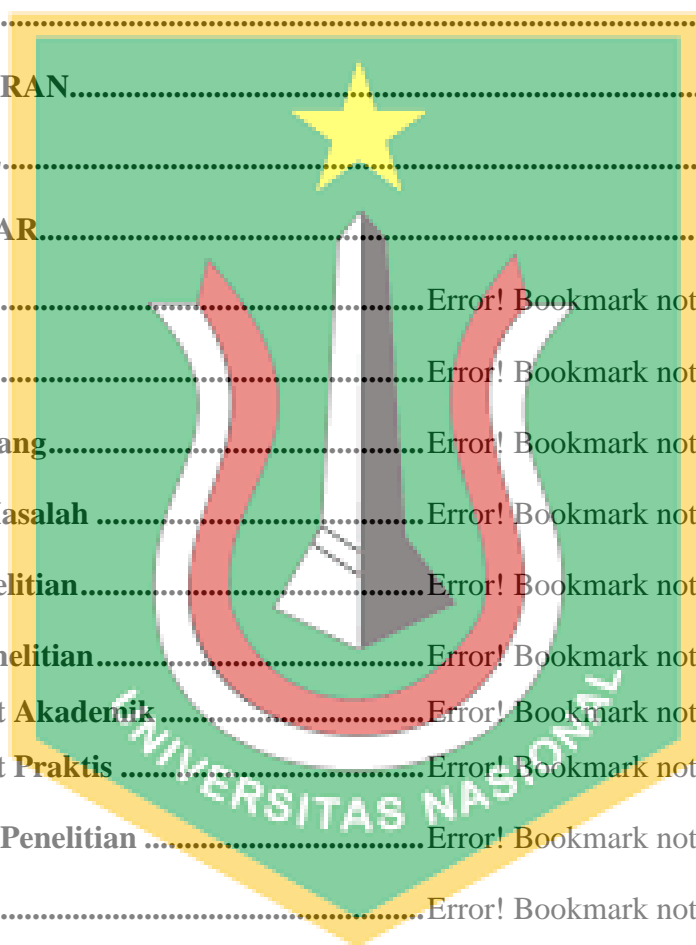 RAN
AR
Error! Bookmark not
Error! Bookmark not
ang Error! Bookmark not
asalah Error! Bookmark not
elitian Error! Bookmark not
nelitian Error! Bookmark not
t Akademik Error! Bookmark not
t Praktis Error! Bookmark not
Penelitian Error! Bookmark not
Error! Bookmark not
UNIVERSITAS NASIONAL